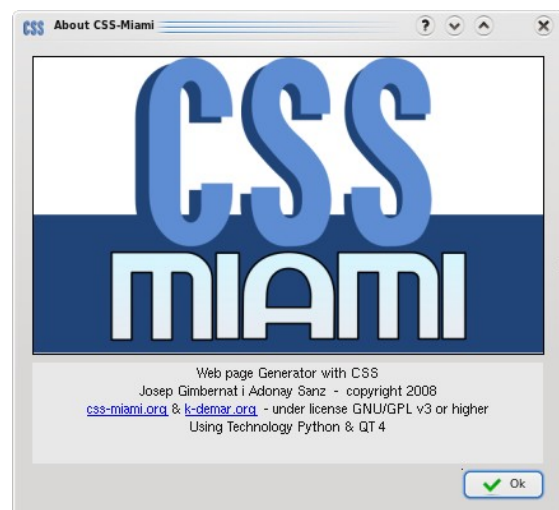 CSS About CSS-Miami ?
CSS
MIAMI
Web page Generator with CSS
Josep Gimbernat i Adonay Sanz - copyright 2008
css-miami.org & k-demar.org - under license GNU/GPL v3 or higher
Using Technology Python & QT 4
Ok